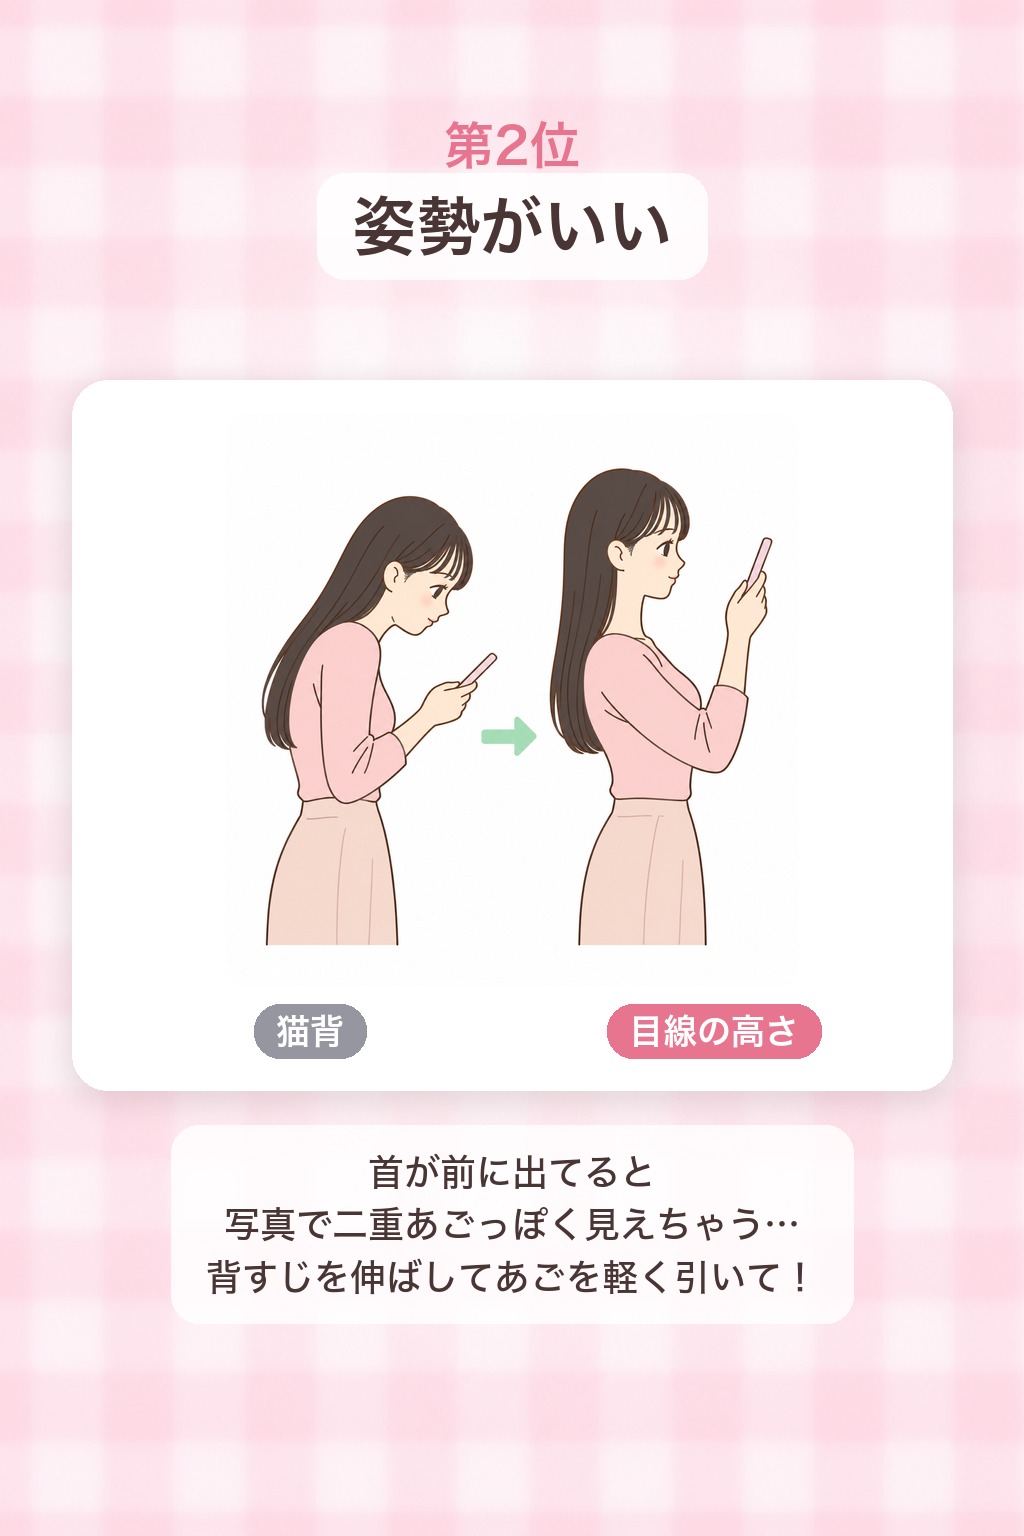 第2位
姿勢がいい
猫背
目線の高さ
首が前に出てると
写真で二重あごっぽく見えちゃう…
背すじを伸ばしてあごを軽く引いて！